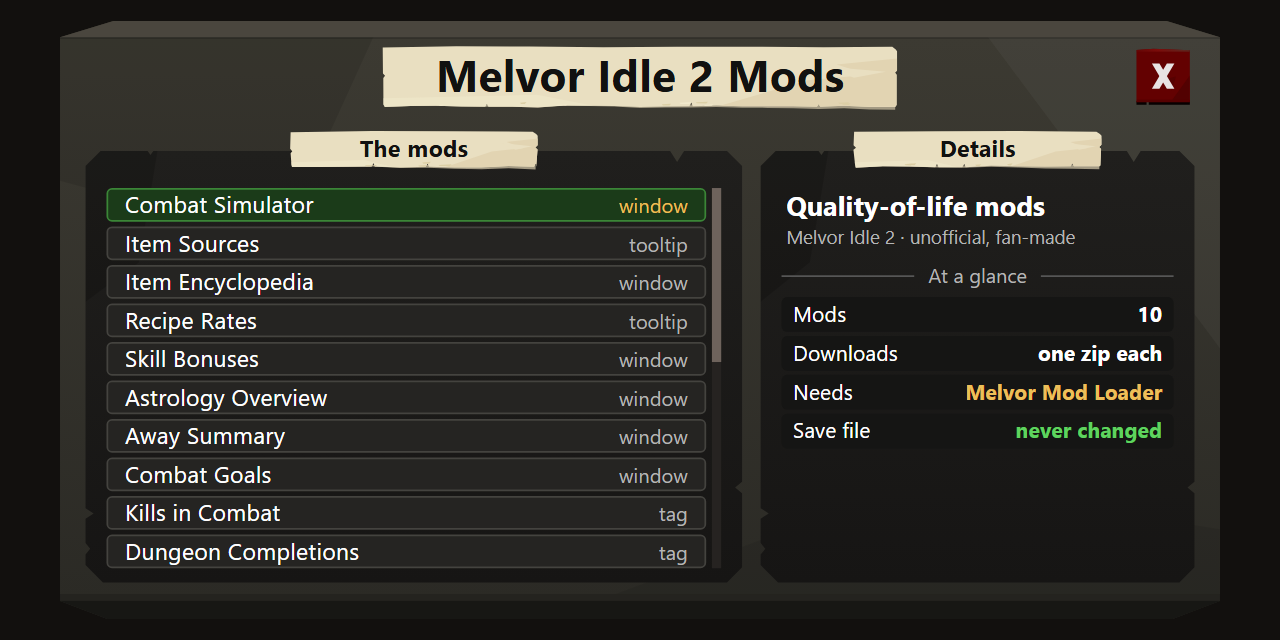 Melvor Idle 2 Mods
X
The mods
Combat Simulator window
Item Sources tooltip
Item Encyclopedia window
Recipe Rates tooltip
Skill Bonuses window
Astrology Overview window
Away Summary window
Combat Goals window
Kills in Combat tag
Dungeon Completions tag
Details
Quality-of-life mods
Melvor Idle 2 · unofficial, fan-made
At a glance
Mods 10
Downloads one zip each
Needs Melvor Mod Loader
Save file never changed